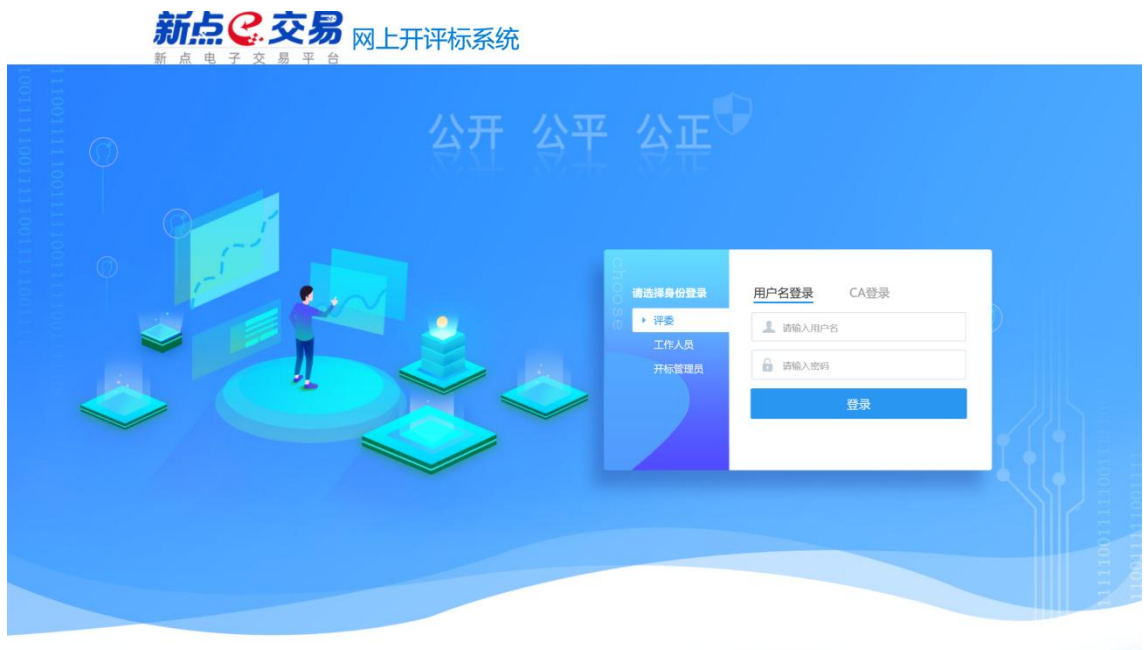 新点e交易 网上开评标系统
新点电子交易平台
公开 公平 公正
choose
请选择身份登录
评委
工作人员
开标管理员
用户名登录 CA登录
请输入用户名
请输入密码
登录